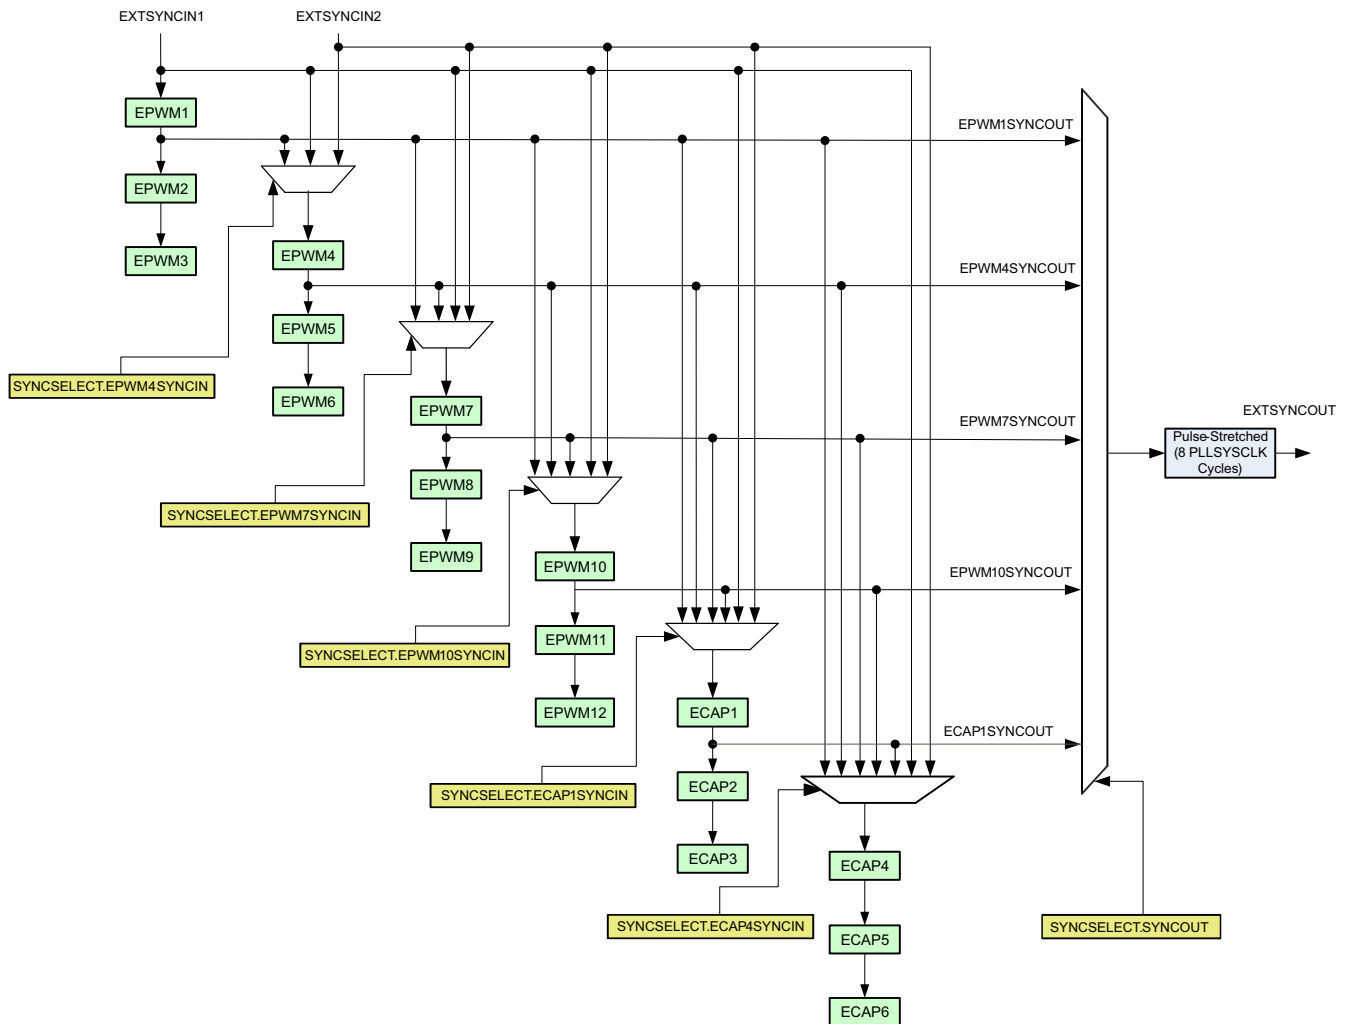 EXTSYNCIN1
EXTSYNCIN2
EPWM1
EPWM1SYNCOUT
EPWM2
EPWM3
EPWM4
EPWM4SYNCOUT
EPWM5
SYNCSELECT.EPWM4SYNCIN
EPWM6
EPWM7
EPWM7SYNCOUT
EXTSYNCOUT
Pulse-Stretched
(8 PLLSYSCLK
Cycles)
EPWM8
SYNCSELECT.EPWM7SYNCIN
EPWM9
EPWM10
EPWM10SYNCOUT
EPWM11
SYNCSELECT.EPWM10SYNCIN
EPWM12
ECAP1
ECAP1SYNCOUT
ECAP2
SYNCSELECT.ECAP1SYNCIN
ECAP3
ECAP4
SYNCSELECT.ECAP4SYNCIN
SYNCSELECT.SYNCOUT
ECAP5
ECAP6